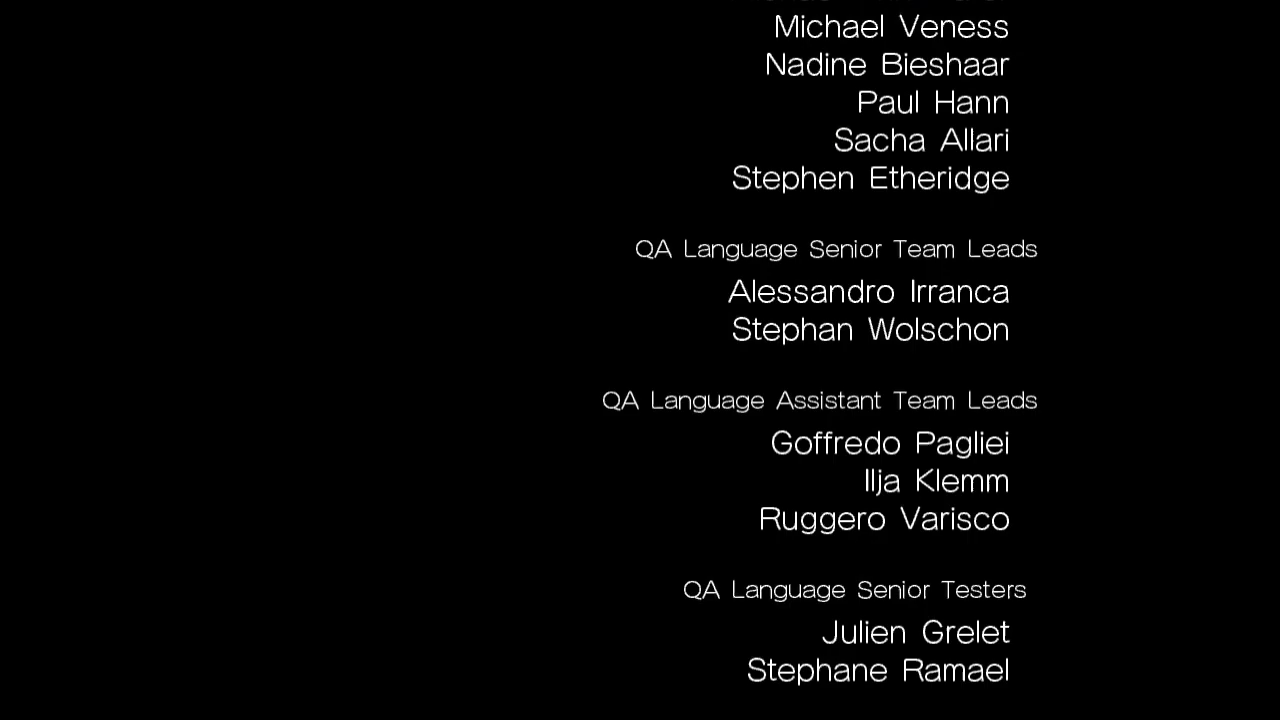 Michael Veness
Nadine Bieshaar
Paul Hann
Sacha Allari
Stephen Etheridge
QA Language Senior Team Leads
Alessandro Irranca
Stephan Wolschon
QA Language Assistant Team Leads
Goffredo Pagliei
Ilja Klemm
Ruggero Varisco
QA Language Senior Testers
Julien Grelet
Stephane Ramael